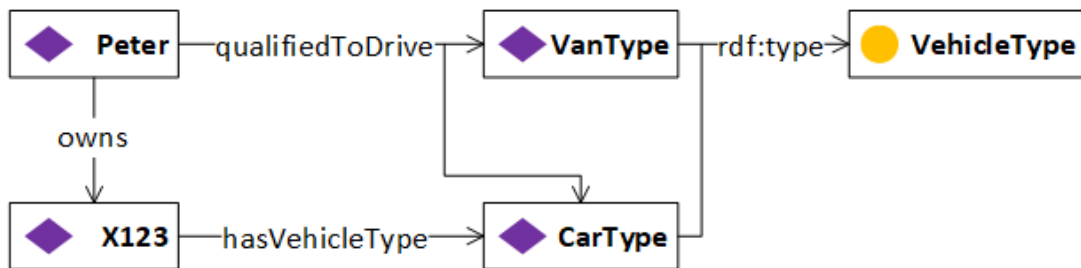 Peter qualifiedToDrive VanType rdf:type VehicleType
owns
X123 hasVehicleType CarType